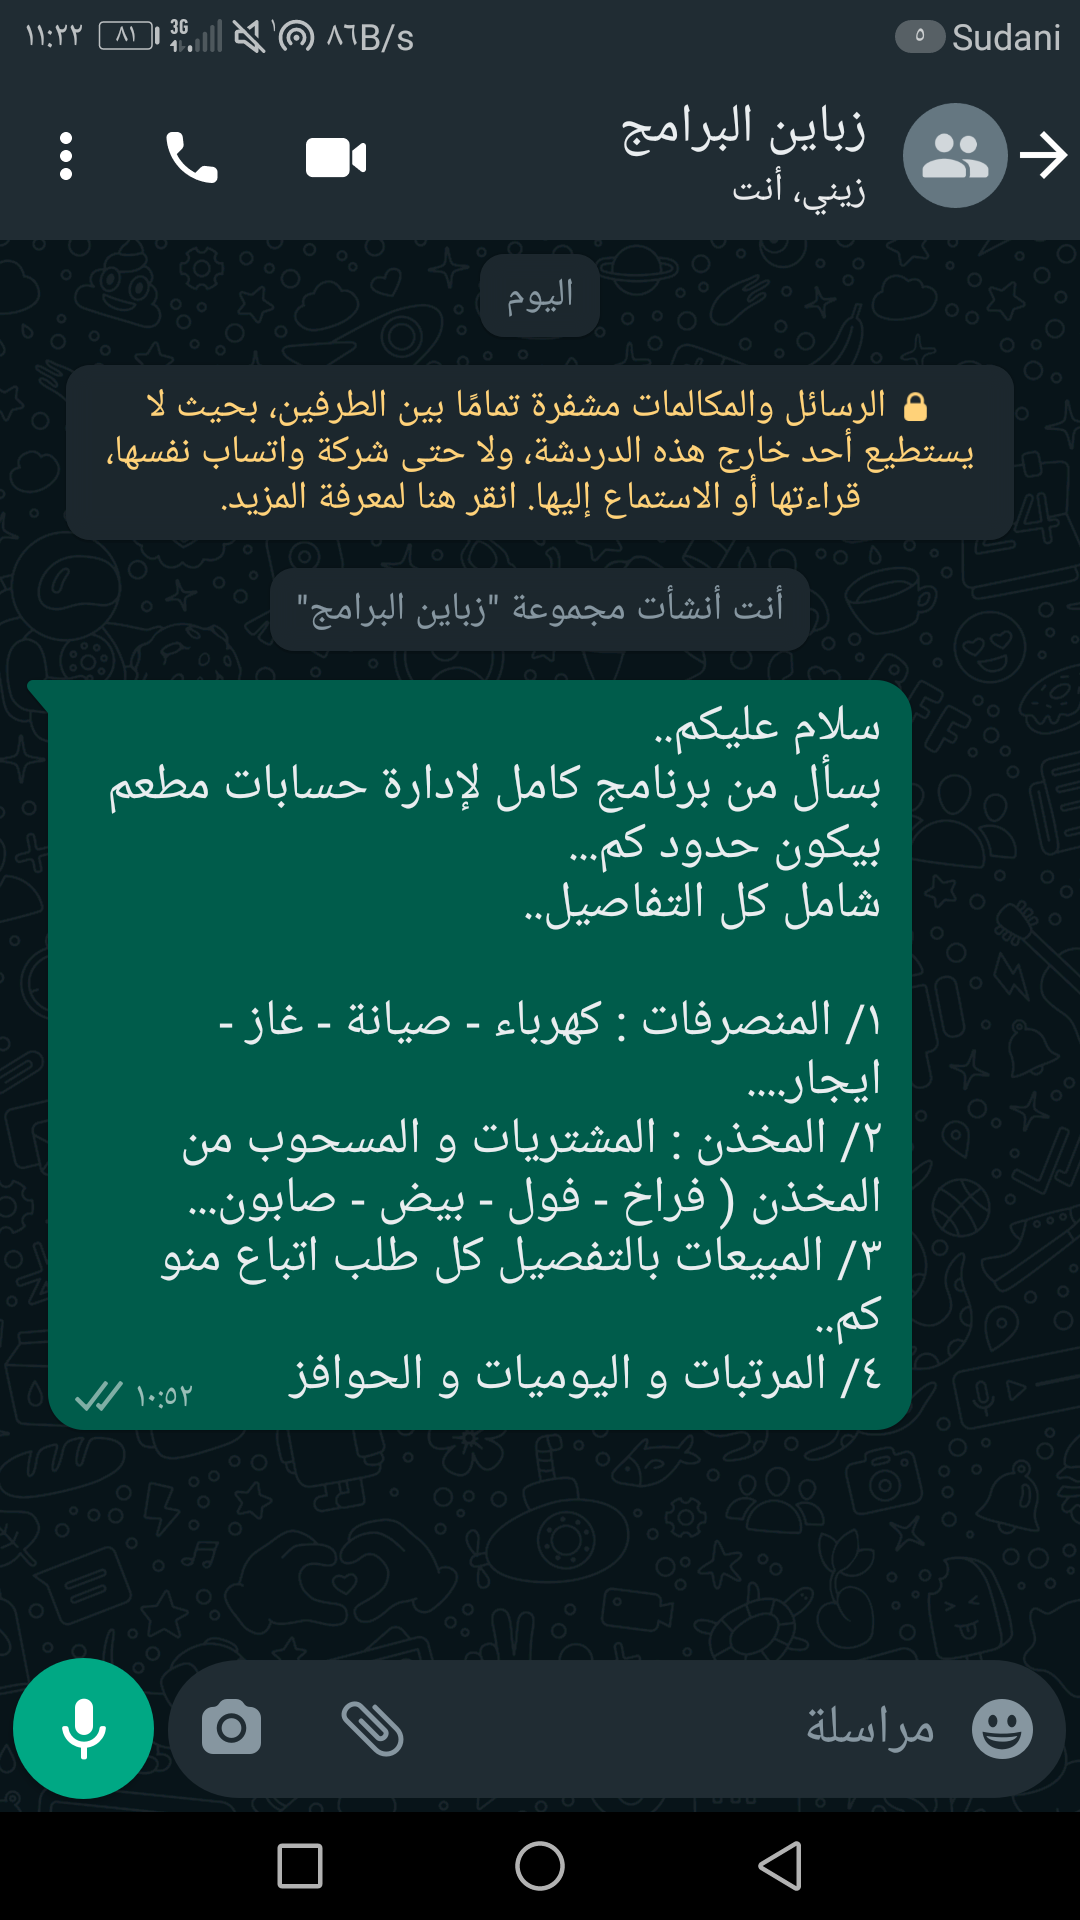 ١١:٢٢ ٨١ 3G ١ ٨٦B/s ٥ Sudani
زباين البرامج
زيني، أنت
اليوم
الرسائل والمكالمات مشفرة تمامًا بين الطرفين، بحيث لا
يستطيع أحد خارج هذه الدردشة، ولا حتى شركة واتساب نفسها،
قراءتها أو الاستماع إليها. انقر هنا لمعرفة المزيد.
أنت أنشأت مجموعة "زباين البرامج"
سلام عليكم..
بسأل من برنامج كامل لإدارة حسابات مطعم
بيكون حدود كم...
شامل كل التفاصيل..
١/ المنصرفات : كهرباء - صيانة - غاز -
ايجار....
٢/ المخذن : المشتريات و المسحوب من
المخذن ( فراخ - فول - بيض - صابون...
٣/ المبيعات بالتفصيل كل طلب اتباع منو
كم..
٤/ المرتبات و اليوميات و الحوافز
١٠:٥٢
مراسلة